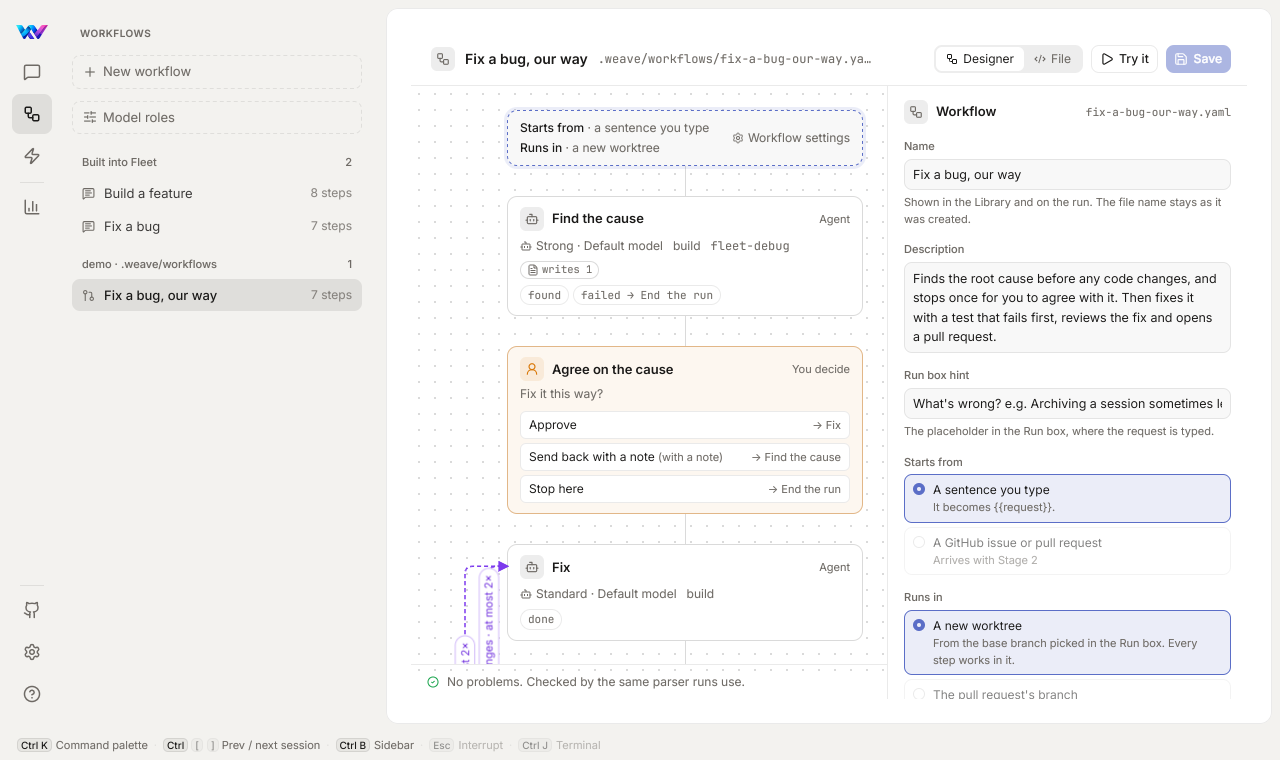 WORKFLOWS
New workflow
Model roles
Built into Fleet 2
Build a feature 8 steps
Fix a bug 7 steps
demo · .weave/workflows 1
Fix a bug, our way 7 steps
Fix a bug, our way .weave/workflows/fix-a-bug-our-way.ya…
Designer File Try it Save
Starts from · a sentence you type
Runs in · a new worktree
Workflow settings
Find the cause Agent
Strong · Default model build fleet-debug
writes 1
found failed → End the run
Agree on the cause You decide
Fix it this way?
Approve → Fix
Send back with a note (with a note) → Find the cause
Stop here → End the run
Fix Agent
Standard · Default model build
done
nges · at most 2×
t 2×
No problems. Checked by the same parser runs use.
Workflow fix-a-bug-our-way.yaml
Name
Fix a bug, our way
Shown in the Library and on the run. The file name stays as it
was created.
Description
Finds the root cause before any code changes, and
stops once for you to agree with it. Then fixes it
with a test that fails first, reviews the fix and opens
a pull request.
Run box hint
What's wrong? e.g. Archiving a session sometimes le
The placeholder in the Run box, where the request is typed.
Starts from
A sentence you type
It becomes {{request}}.
A GitHub issue or pull request
Arrives with Stage 2
Runs in
A new worktree
From the base branch picked in the Run box. Every
step works in it.
The pull request's branch
Ctrl K Command palette · Ctrl [ ] Prev / next session · Ctrl B Sidebar · Esc Interrupt · Ctrl J Terminal